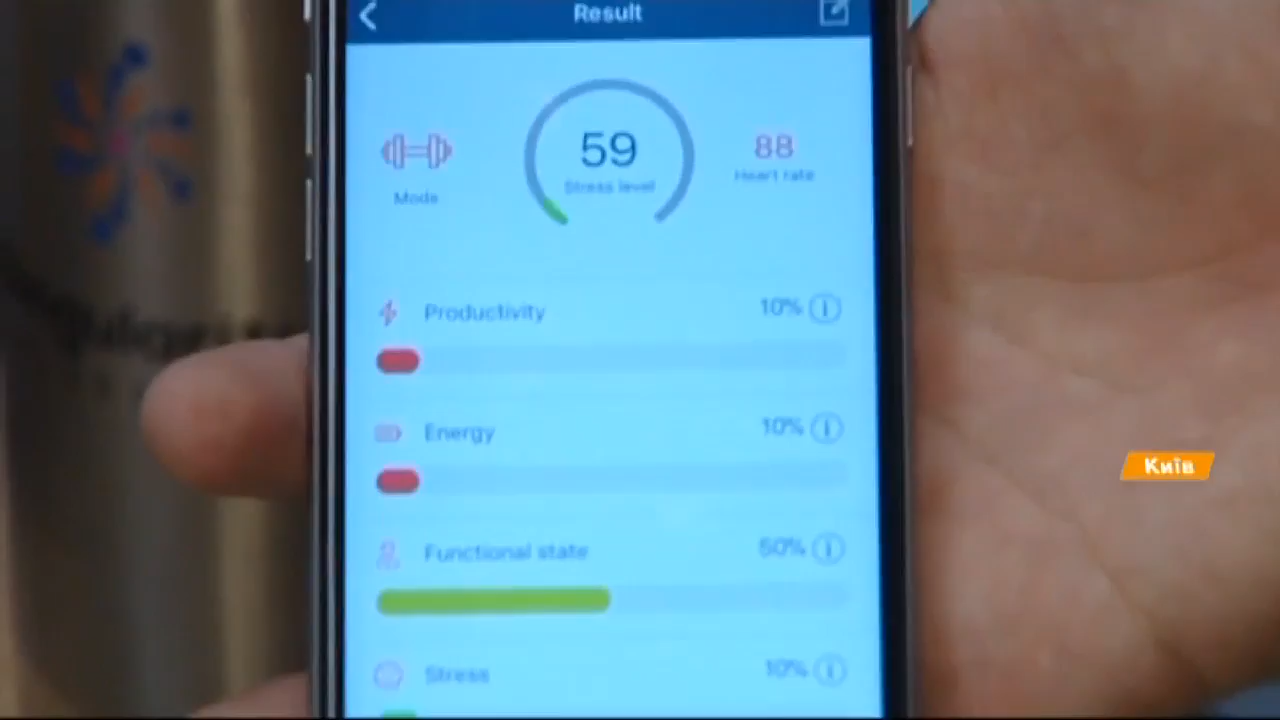 Result
59
Stress level
88
Heart rate
Mode
Productivity 10%
Energy 10%
Functional state 50%
Stress 10%
Київ